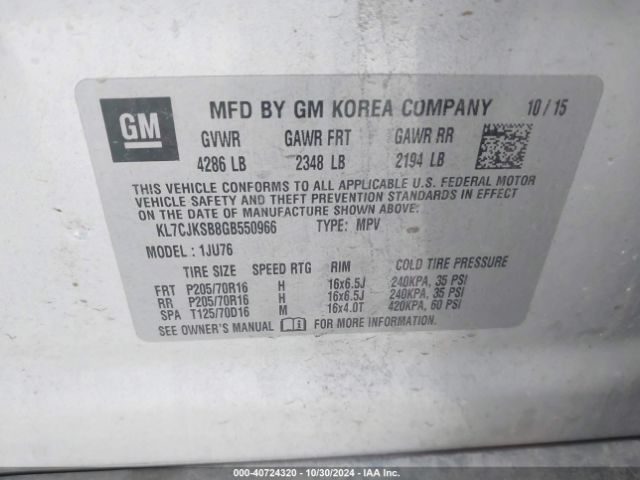 GM
MFD BY GM KOREA COMPANY 10/15
GVWR GAWR FRT GAWR RR
4286 LB 2348 LB 2194 LB
THIS VEHICLE CONFORMS TO ALL APPLICABLE U.S. FEDERAL MOTOR
VEHICLE SAFETY AND THEFT PREVENTION STANDARDS IN EFFECT
ON THE DATE OF MANUFACTURE SHOWN ABOVE.
KL7CJKSB8GB550966 TYPE: MPV
MODEL: 1JU76
TIRE SIZE SPEED RTG RIM COLD TIRE PRESSURE
FRT P205/70R16 H 16x6.5J 240KPA, 35 PSI
RR P205/70R16 H 16x6.5J 240KPA, 35 PSI
SPA T125/70D16 M 16x4.0T 420KPA, 60 PSI
SEE OWNER'S MANUAL FOR MORE INFORMATION.
000-40724320 - 10/30/2024 - IAA Inc.